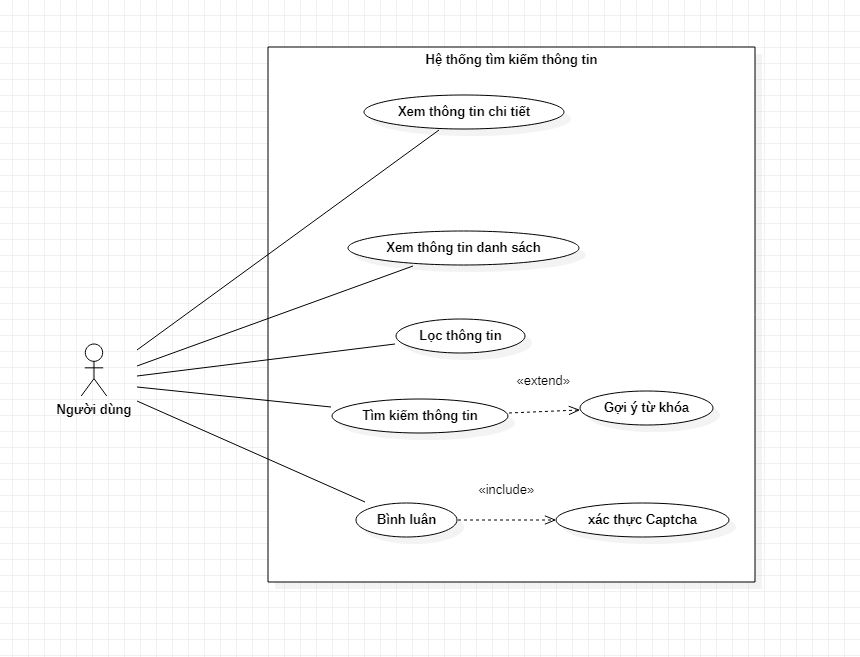 Hệ thống tìm kiếm thông tin
Xem thông tin chi tiết
Xem thông tin danh sách
Lọc thông tin
«extend»
Gợi ý từ khóa
Tìm kiếm thông tin
Người dùng
«include»
Bình luân
xác thực Captcha